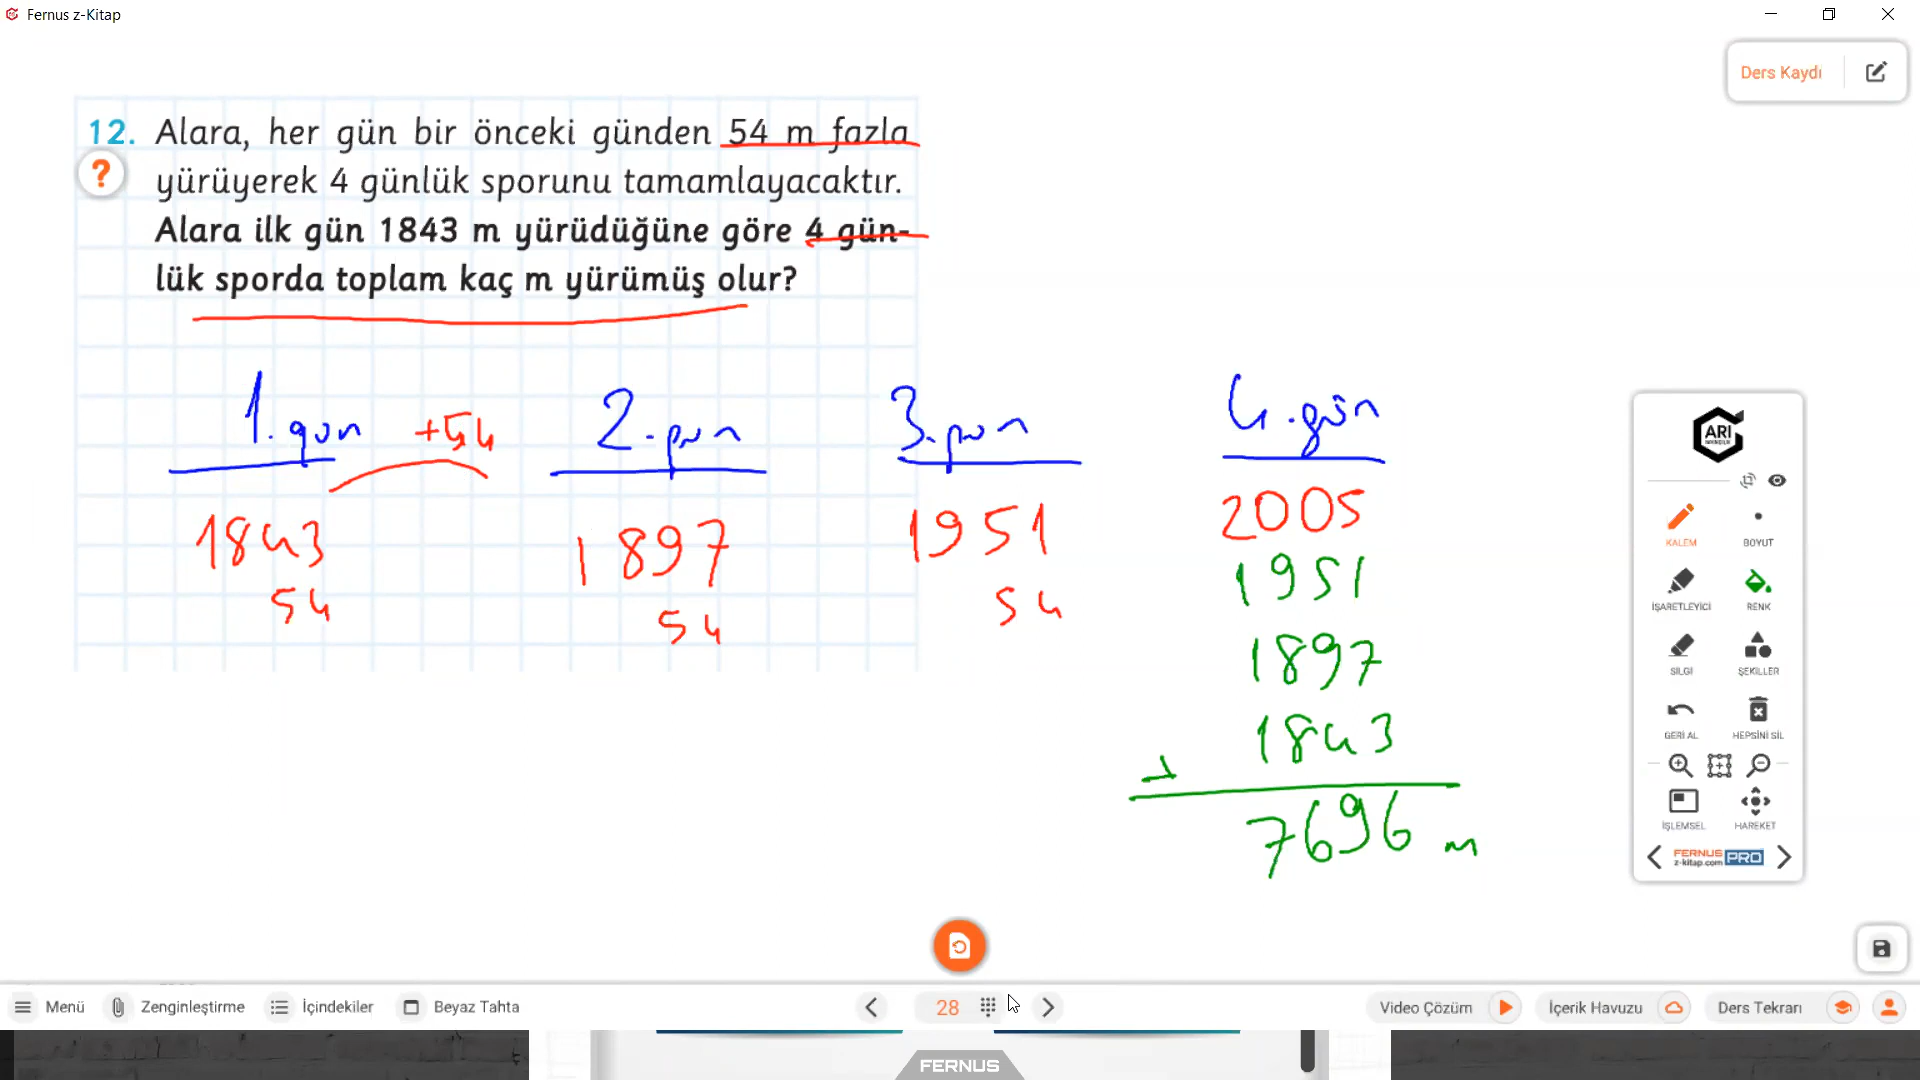 Fernus z-Kitap
Ders Kaydı
12. Alara, her gün bir önceki günden 54 m fazla
? yürüyerek 4 günlük sporunu tamamlayacaktır.
Alara ilk gün 1843 m yürüdüğüne göre 4 gün-
lük sporda toplam kaç m yürümüş olur?
1.gün +54 2.gün 3.gün 4.gün
1843 1897 1951 2005
54 54 54 1951
1897
1843
+
7696 m
ARI
KALEM BOYUT
İŞARETLEYİCİ RENK
SİLGİ ŞEKİLLER
GERİ AL HEPSİNİ SİL
İŞLEMSEL HAREKET
FERNUS PRO
z-kitap.com
Menü Zenginleştirme İçindekiler Beyaz Tahta 28 Video Çözüm İçerik Havuzu Ders Tekrarı
FERNUS